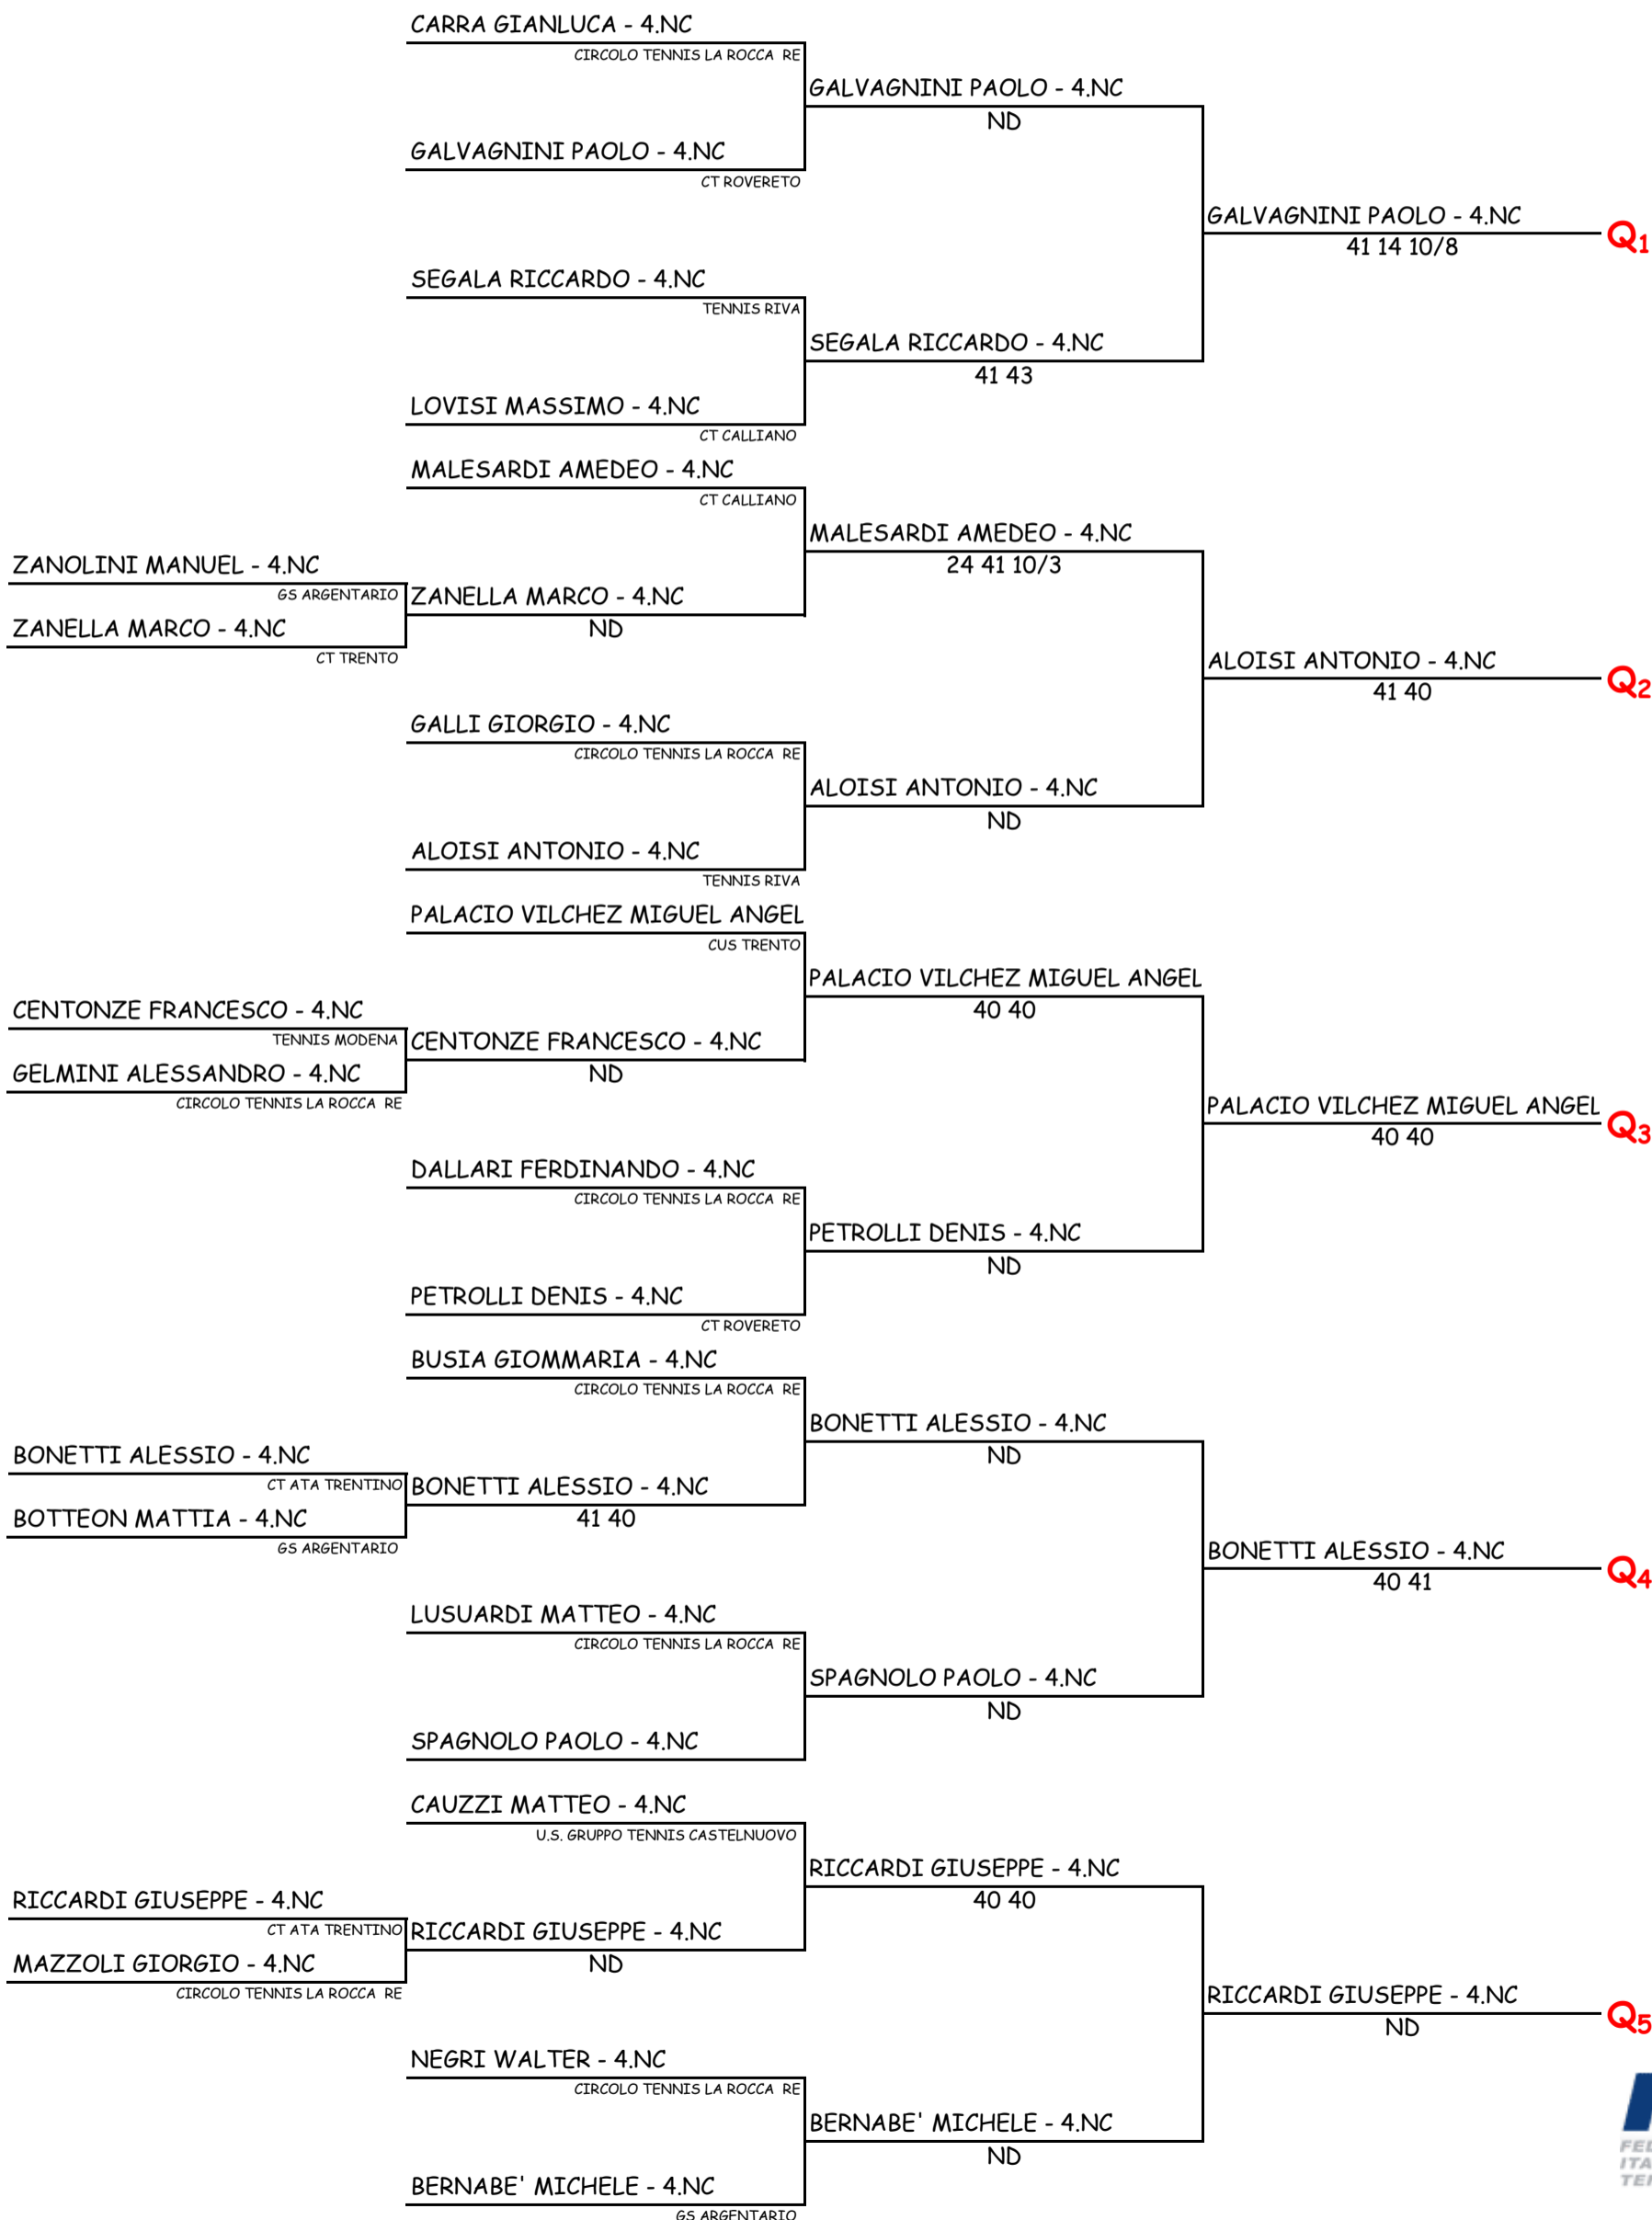 CARRA GIANLUCA - 4.NC
CIRCOLO TENNIS LA ROCCA  RE
GALVAGNINI PAOLO - 4.NC
ND
GALVAGNINI PAOLO - 4.NC
CT ROVERETO
GALVAGNINI PAOLO - 4.NC
41 14 10/8
Q1
SEGALA RICCARDO - 4.NC
TENNIS RIVA
SEGALA RICCARDO - 4.NC
41 43
LOVISI MASSIMO - 4.NC
CT CALLIANO
MALESARDI AMEDEO - 4.NC
CT CALLIANO
MALESARDI AMEDEO - 4.NC
24 41 10/3
ZANOLINI MANUEL - 4.NC
GS ARGENTARIO
ZANELLA MARCO - 4.NC
ND
ZANELLA MARCO - 4.NC
CT TRENTO
ALOISI ANTONIO - 4.NC
41 40
Q2
GALLI GIORGIO - 4.NC
CIRCOLO TENNIS LA ROCCA  RE
ALOISI ANTONIO - 4.NC
ND
ALOISI ANTONIO - 4.NC
TENNIS RIVA
PALACIO VILCHEZ MIGUEL ANGEL
CUS TRENTO
PALACIO VILCHEZ MIGUEL ANGEL
40 40
CENTONZE FRANCESCO - 4.NC
TENNIS MODENA
CENTONZE FRANCESCO - 4.NC
ND
GELMINI ALESSANDRO - 4.NC
CIRCOLO TENNIS LA ROCCA  RE
PALACIO VILCHEZ MIGUEL ANGEL
40 40
Q3
DALLARI FERDINANDO - 4.NC
CIRCOLO TENNIS LA ROCCA  RE
PETROLLI DENIS - 4.NC
ND
PETROLLI DENIS - 4.NC
CT ROVERETO
BUSIA GIOMMARIA - 4.NC
CIRCOLO TENNIS LA ROCCA  RE
BONETTI ALESSIO - 4.NC
ND
BONETTI ALESSIO - 4.NC
CT ATA TRENTINO
BONETTI ALESSIO - 4.NC
41 40
BOTTEON MATTIA - 4.NC
GS ARGENTARIO
BONETTI ALESSIO - 4.NC
40 41
Q4
LUSUARDI MATTEO - 4.NC
CIRCOLO TENNIS LA ROCCA  RE
SPAGNOLO PAOLO - 4.NC
ND
SPAGNOLO PAOLO - 4.NC
CAUZZI MATTEO - 4.NC
U.S. GRUPPO TENNIS CASTELNUOVO
RICCARDI GIUSEPPE - 4.NC
40 40
RICCARDI GIUSEPPE - 4.NC
CT ATA TRENTINO
RICCARDI GIUSEPPE - 4.NC
ND
MAZZOLI GIORGIO - 4.NC
CIRCOLO TENNIS LA ROCCA  RE
RICCARDI GIUSEPPE - 4.NC
ND
Q5
NEGRI WALTER - 4.NC
CIRCOLO TENNIS LA ROCCA  RE
BERNABE' MICHELE - 4.NC
ND
BERNABE' MICHELE - 4.NC
GS ARGENTARIO